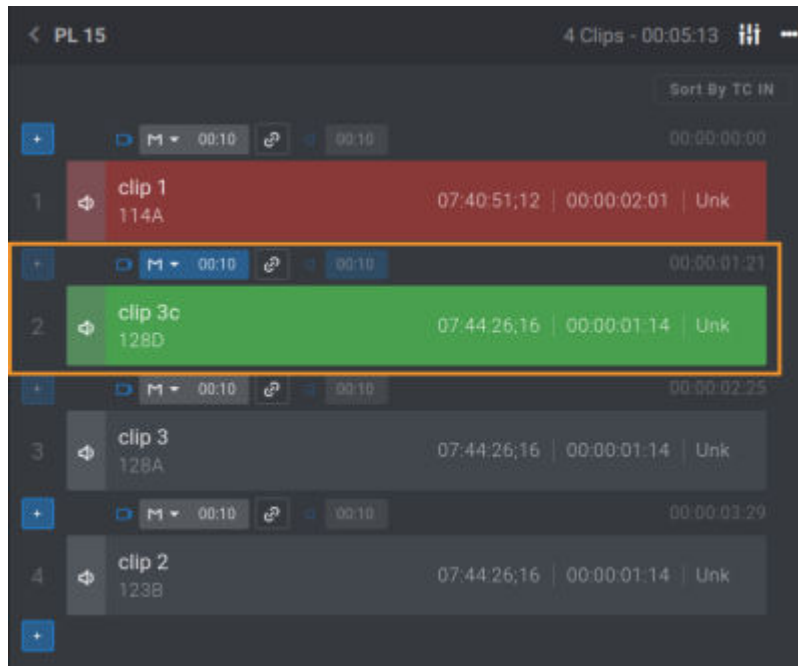 PL 15 4 Clips - 00:05:13
Sort By TC IN
+ M 00:10 00:10 00:00:00:00
1 clip 1 07:40:51;12 | 00:00:02:01 | Unk
114A
+ M 00:10 00:10 00:00:01:21
2 clip 3c 07:44:26;16 | 00:00:01:14 | Unk
128D
+ M 00:10 00:10 00:00:02:25
3 clip 3 07:44:26;16 | 00:00:01:14 | Unk
128A
+ M 00:10 00:10 00:00:03:29
4 clip 2 07:44:26;16 | 00:00:01:14 | Unk
123B
+